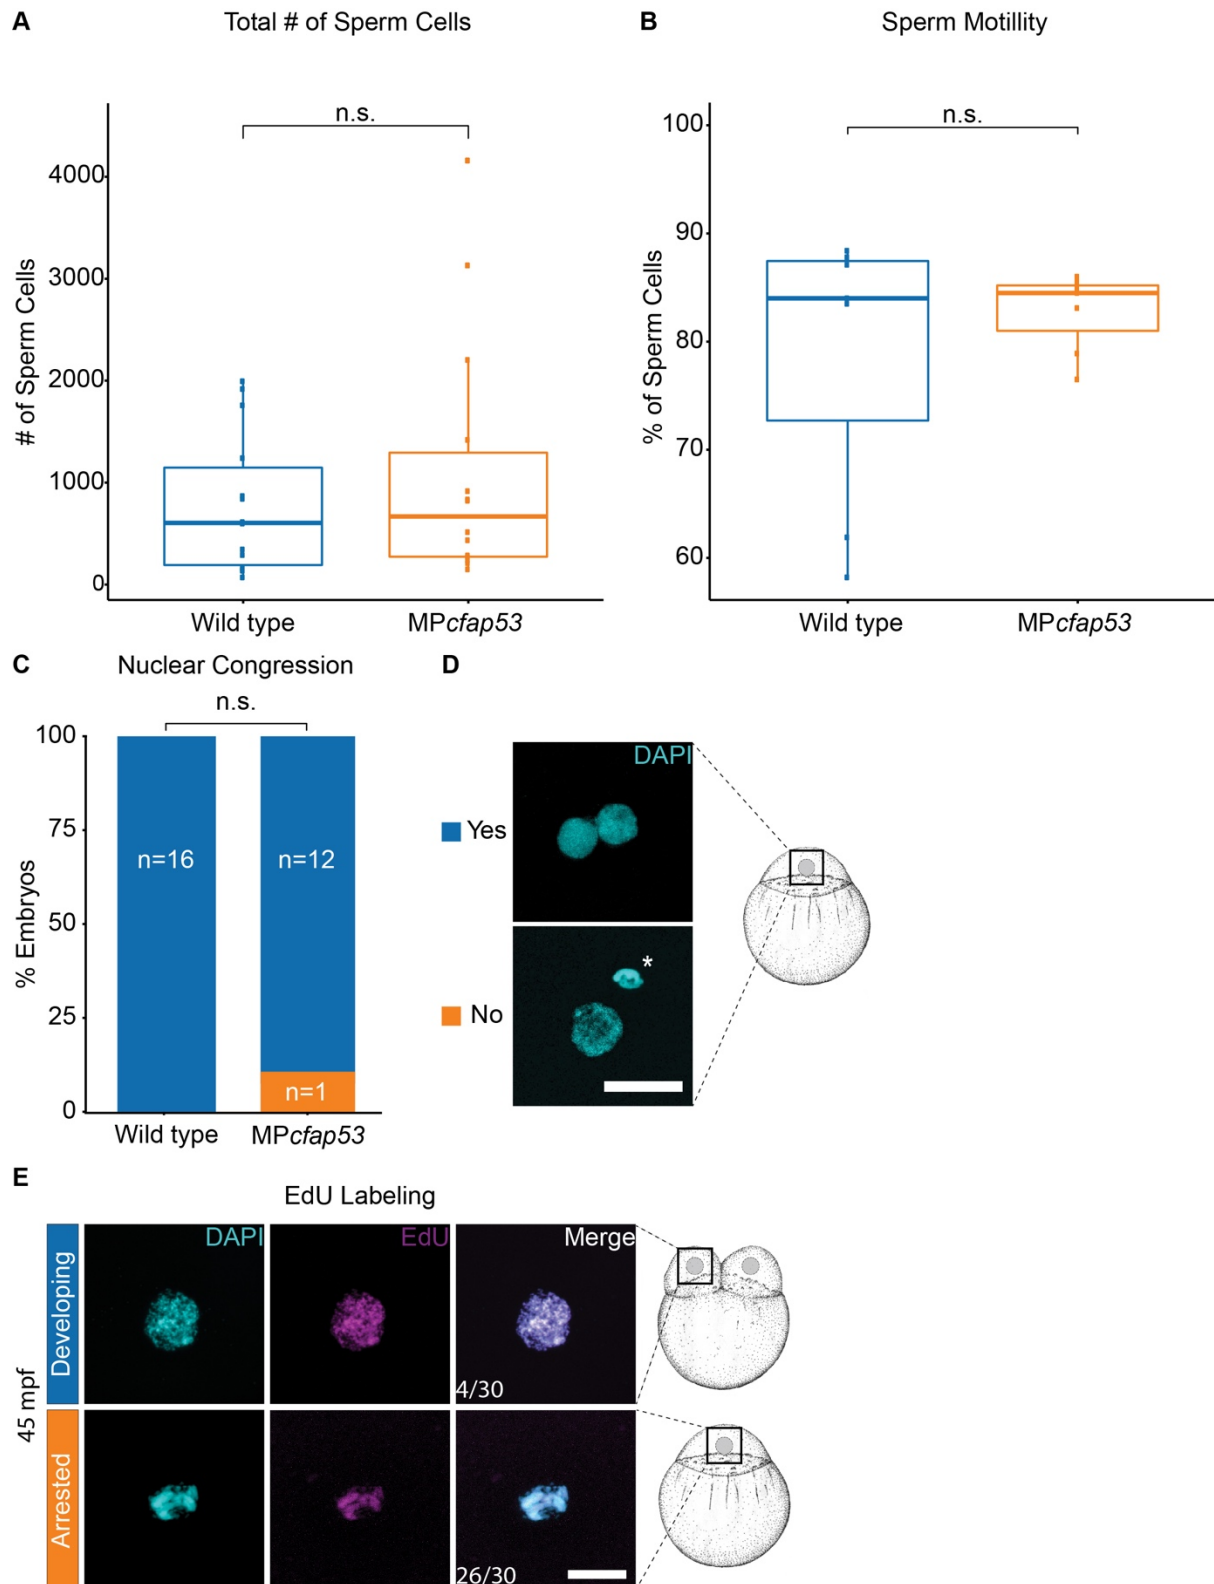 A
Total # of Sperm Cells
n.s.
# of Sperm Cells
4000
3000
2000
1000
0
Wild type
MPcfap53
B
Sperm Motillity
n.s.
% of Sperm Cells
100
90
80
70
60
Wild type
MPcfap53
C
Nuclear Congression
n.s.
% Embryos
100
75
50
25
0
n=16
n=12
n=1
Wild type
MPcfap53
D
Yes
DAPI
No
*
E
EdU Labeling
45 mpf
Developing
DAPI
EdU
Merge
4/30
Arrested
26/30